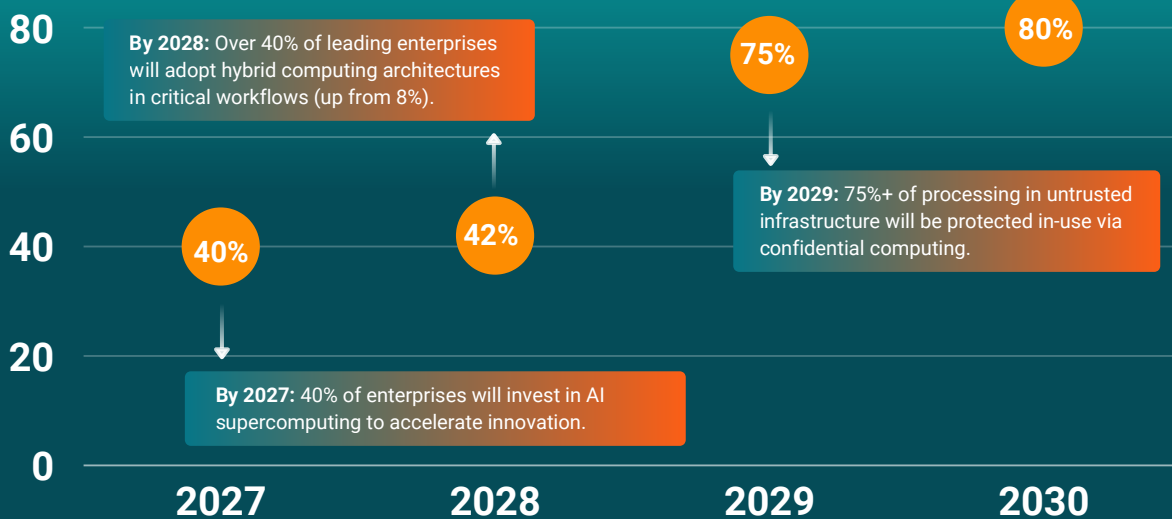 80
80%
By 2028: Over 40% of leading enterprises
will adopt hybrid computing architectures
in critical workflows (up from 8%).
75%
60
By 2029: 75%+ of processing in untrusted
infrastructure will be protected in-use via
confidential computing.
40
40%
42%
20
By 2027: 40% of enterprises will invest in AI
supercomputing to accelerate innovation.
0
2027
2028
2029
2030